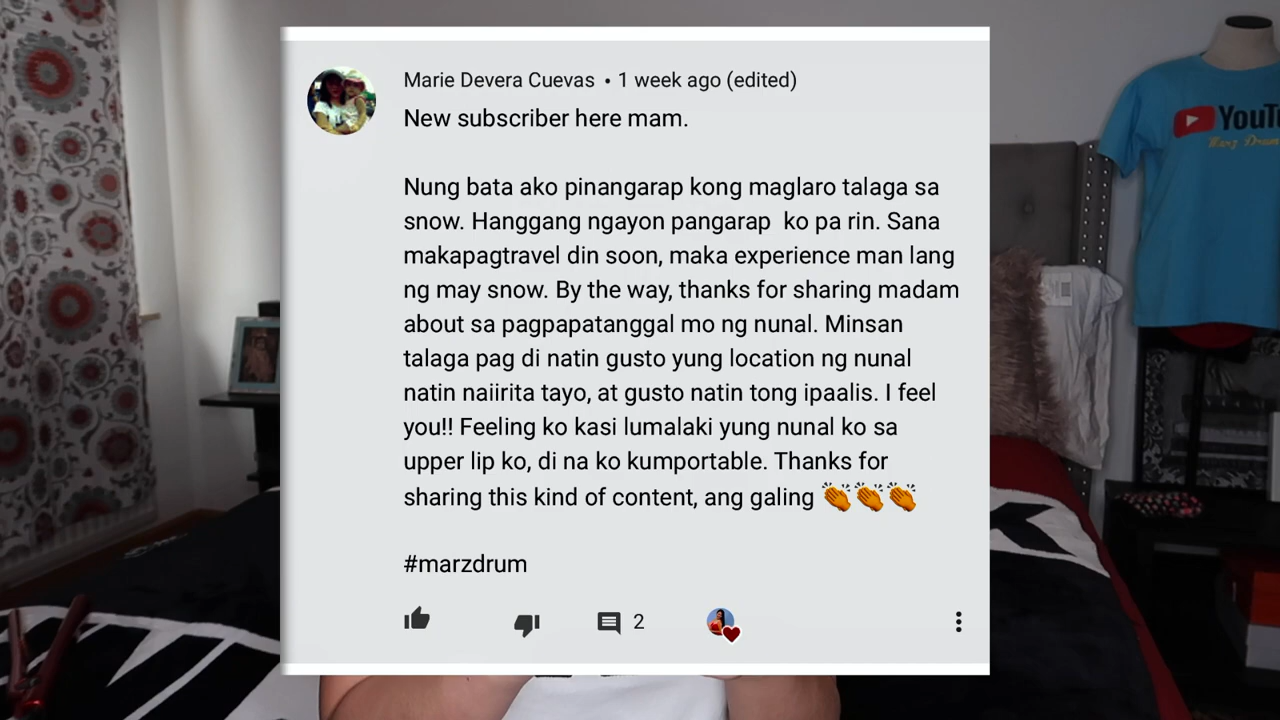 Marie Devera Cuevas • 1 week ago (edited)
New subscriber here mam.
Nung bata ako pinangarap kong maglaro talaga sa
snow. Hanggang ngayon pangarap  ko pa rin. Sana
makapagtravel din soon, maka experience man lang
ng may snow. By the way, thanks for sharing madam
about sa pagpapatanggal mo ng nunal. Minsan
talaga pag di natin gusto yung location ng nunal
natin naiirita tayo, at gusto natin tong ipaalis. I feel
you!! Feeling ko kasi lumalaki yung nunal ko sa
upper lip ko, di na ko kumportable. Thanks for
sharing this kind of content, ang galing 👏👏👏
#marzdrum
2